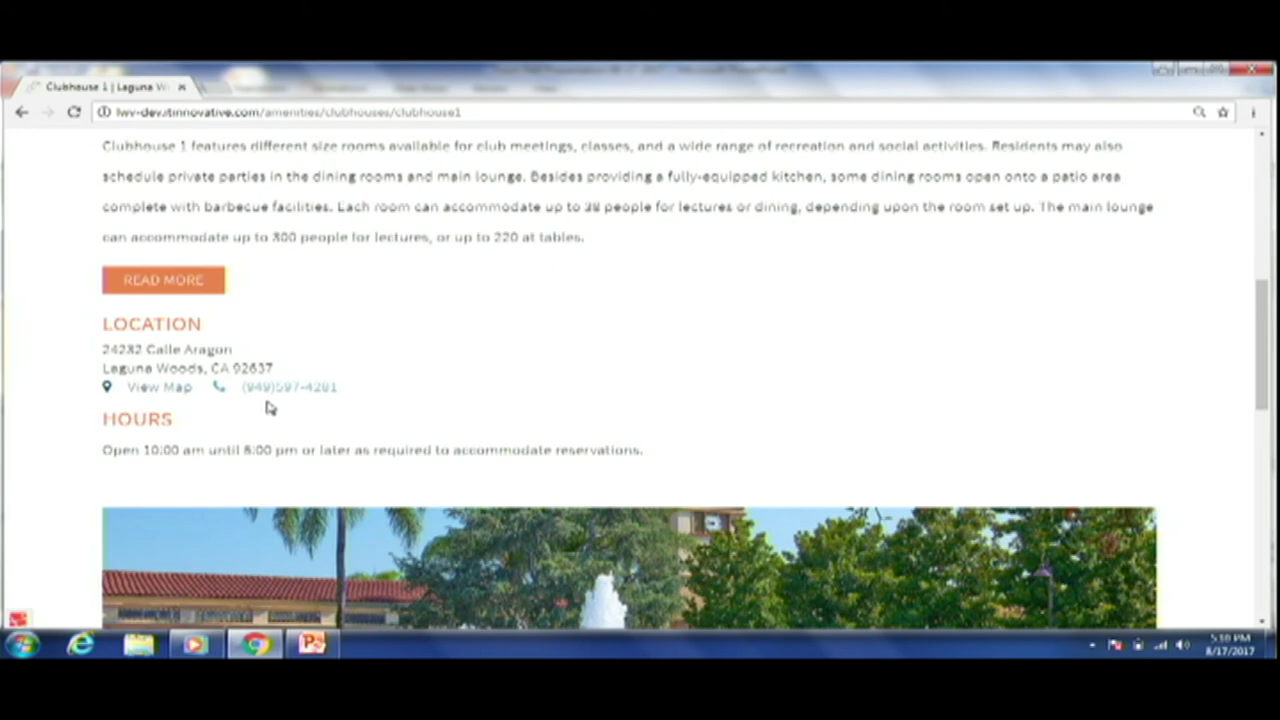 Clubhouse 1 | Laguna W
lwv-dev.itinnovative.com/amenities/clubhouses/clubhouse1
Clubhouse 1 features different size rooms available for club meetings, classes, and a wide range of recreation and social activities. Residents may also
schedule private parties in the dining rooms and main lounge. Besides providing a fully-equipped kitchen, some dining rooms open onto a patio area
complete with barbecue facilities. Each room can accommodate up to people for lectures or dining, depending upon the room set up. The main lounge
can accommodate up to 300 people for lectures, or up to 220 at tables.
READ MORE
LOCATION
24232 Calle Aragon
Laguna Woods, CA 92637
View Map (949)597-4281
HOURS
Open 10:00 am until 8:00 pm or later as required to accommodate reservations.
5:10 PM
8/17/2017